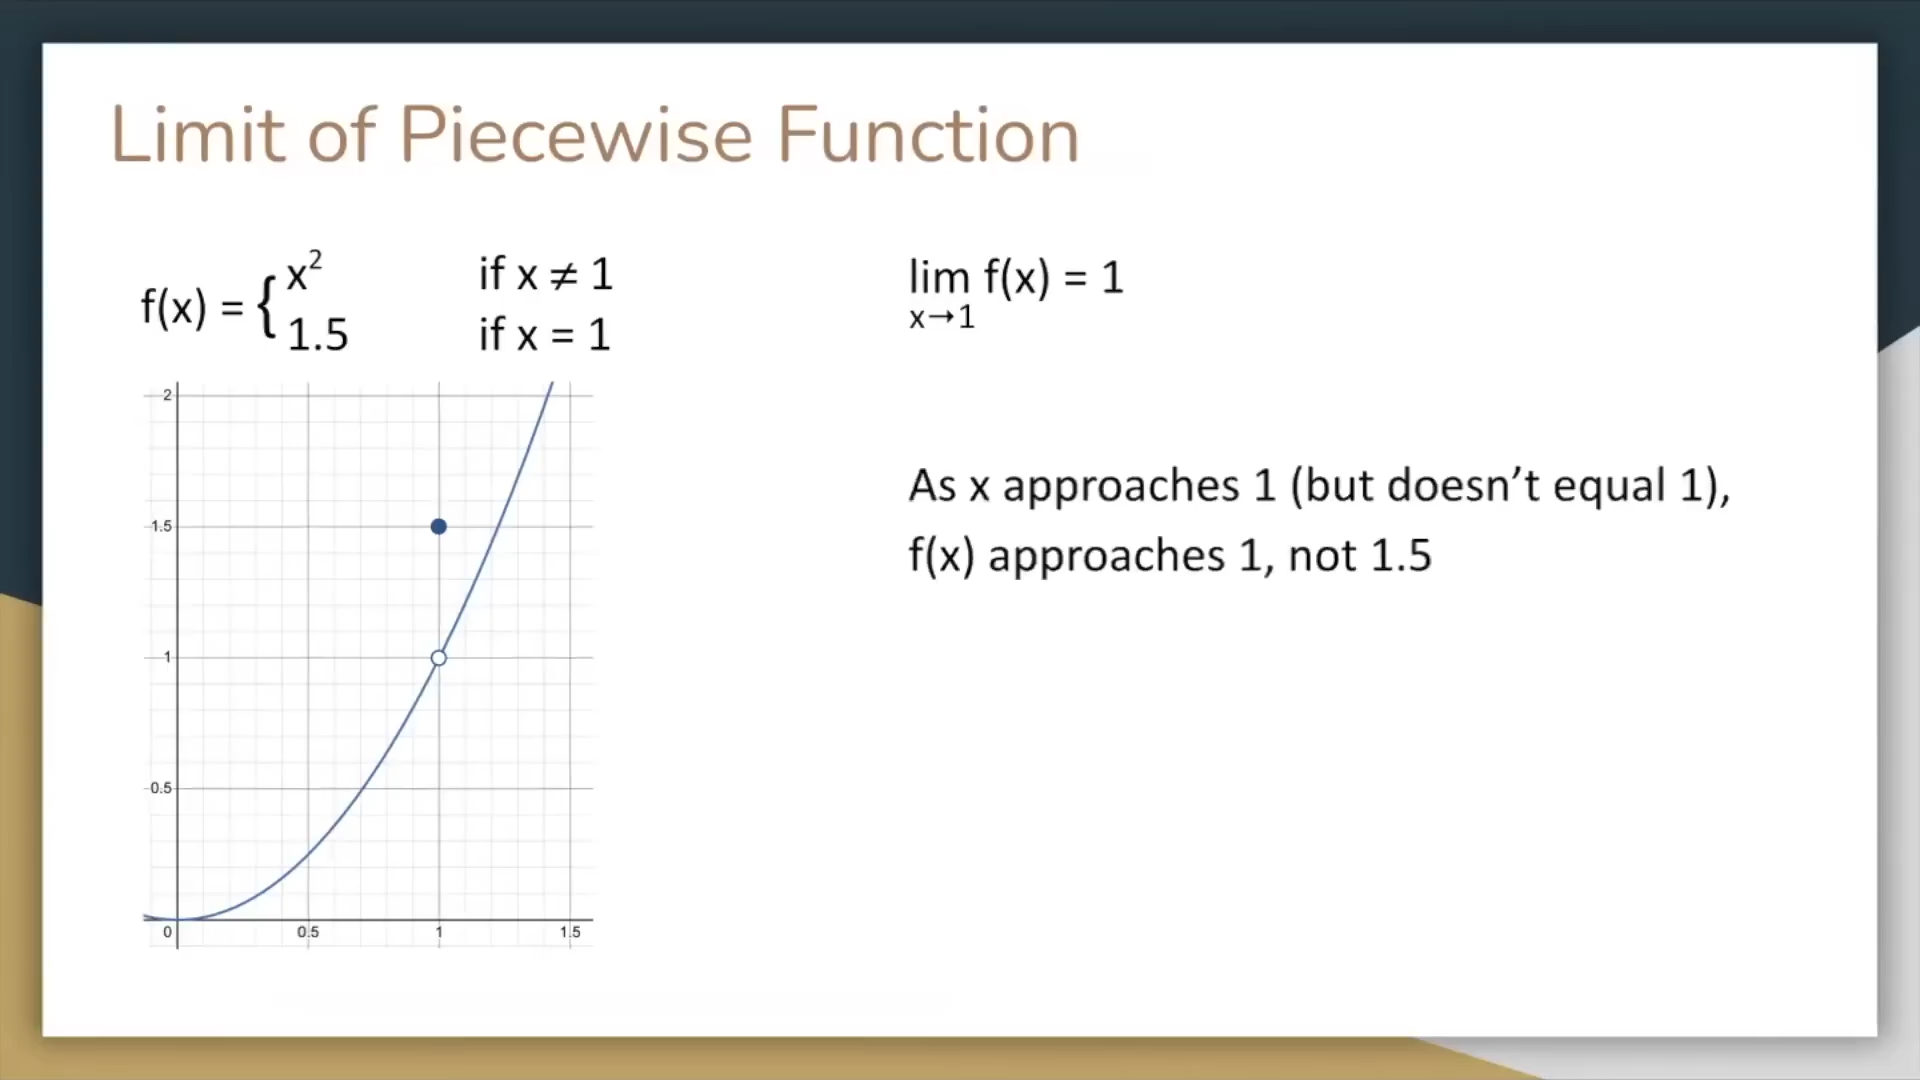 Limit of Piecewise Function
f(x) = { x² if x ≠ 1
1.5 if x = 1
lim f(x) = 1
x→1
As x approaches 1 (but doesn't equal 1),
f(x) approaches 1, not 1.5
2
1.5
1
0.5
0 0.5 1 1.5